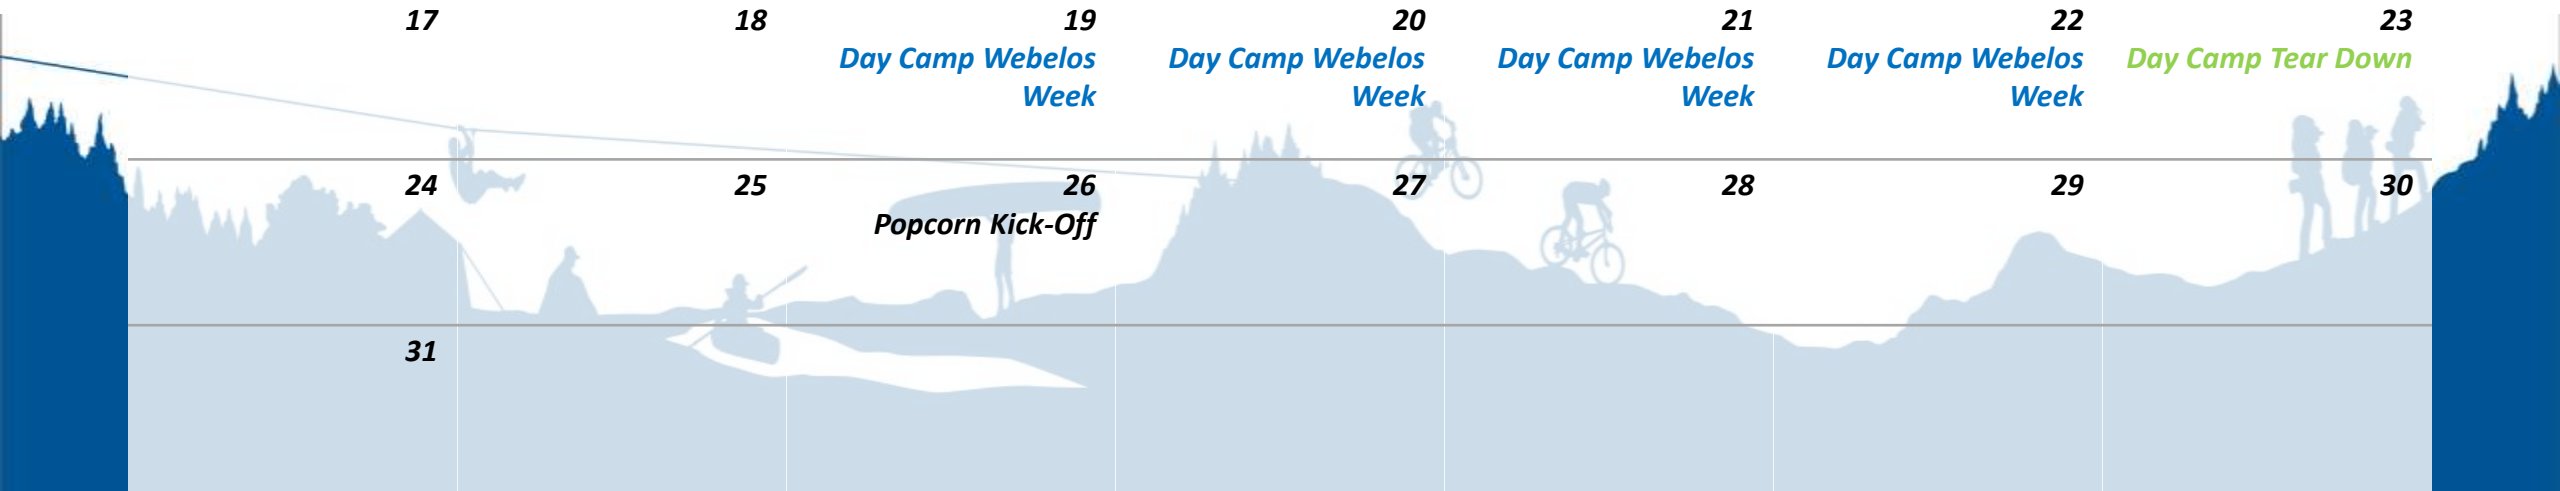 17 18 19 20 21 22 23
Day Camp Webelos Day Camp Webelos Day Camp Webelos Day Camp Webelos Day Camp Tear Down
Week Week Week Week
24 25 26 27 28 29 30
Popcorn Kick-Off
31